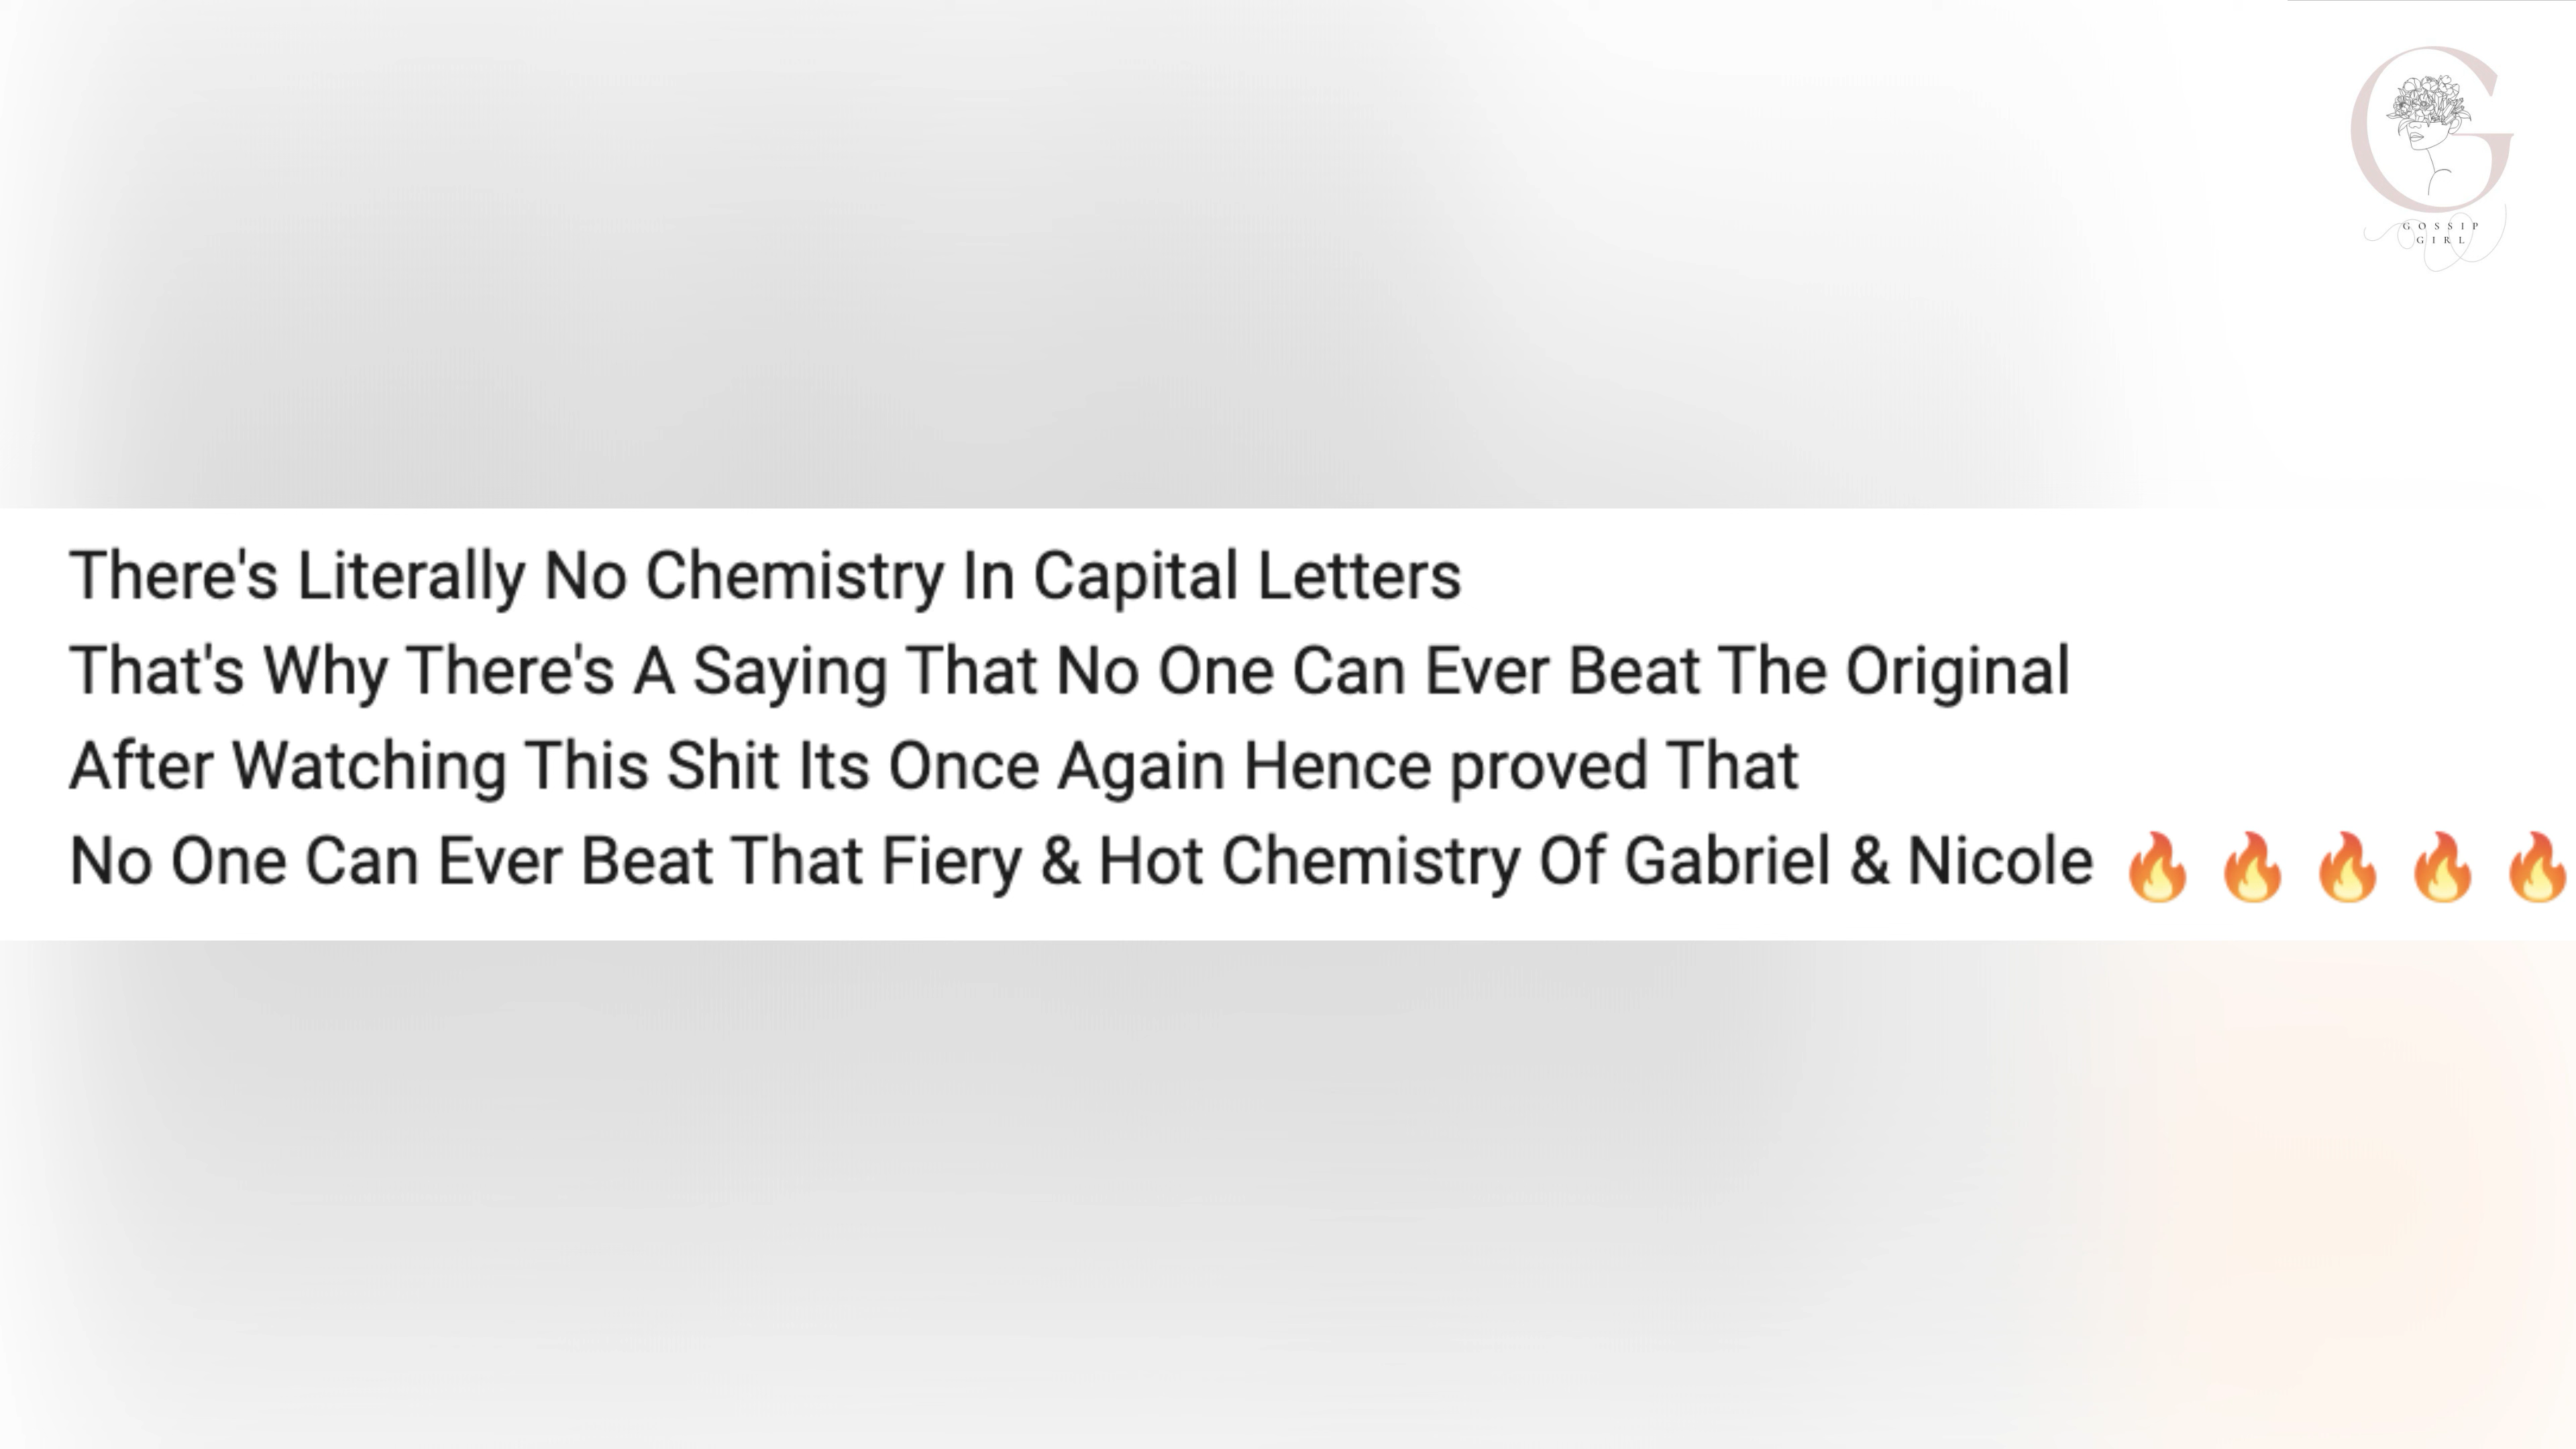 GOSSIP
GIRL
There's Literally No Chemistry In Capital Letters
That's Why There's A Saying That No One Can Ever Beat The Original
After Watching This Shit Its Once Again Hence proved That
No One Can Ever Beat That Fiery & Hot Chemistry Of Gabriel & Nicole 🔥 🔥 🔥 🔥 🔥